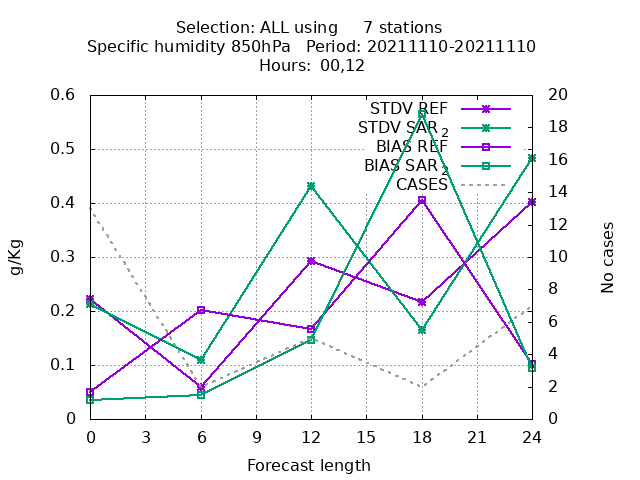 Selection: ALL using     7 stations
Specific humidity 850hPa   Period: 20211110-20211110
Hours: 00,12
STDV REF
STDV SAR2
BIAS REF
BIAS SAR2
CASES
g/Kg
0.6
0.5
0.4
0.3
0.2
0.1
0
20
18
16
14
12
10
8
6
4
2
0
No cases
0 3 6 9 12 15 18 21 24
Forecast length